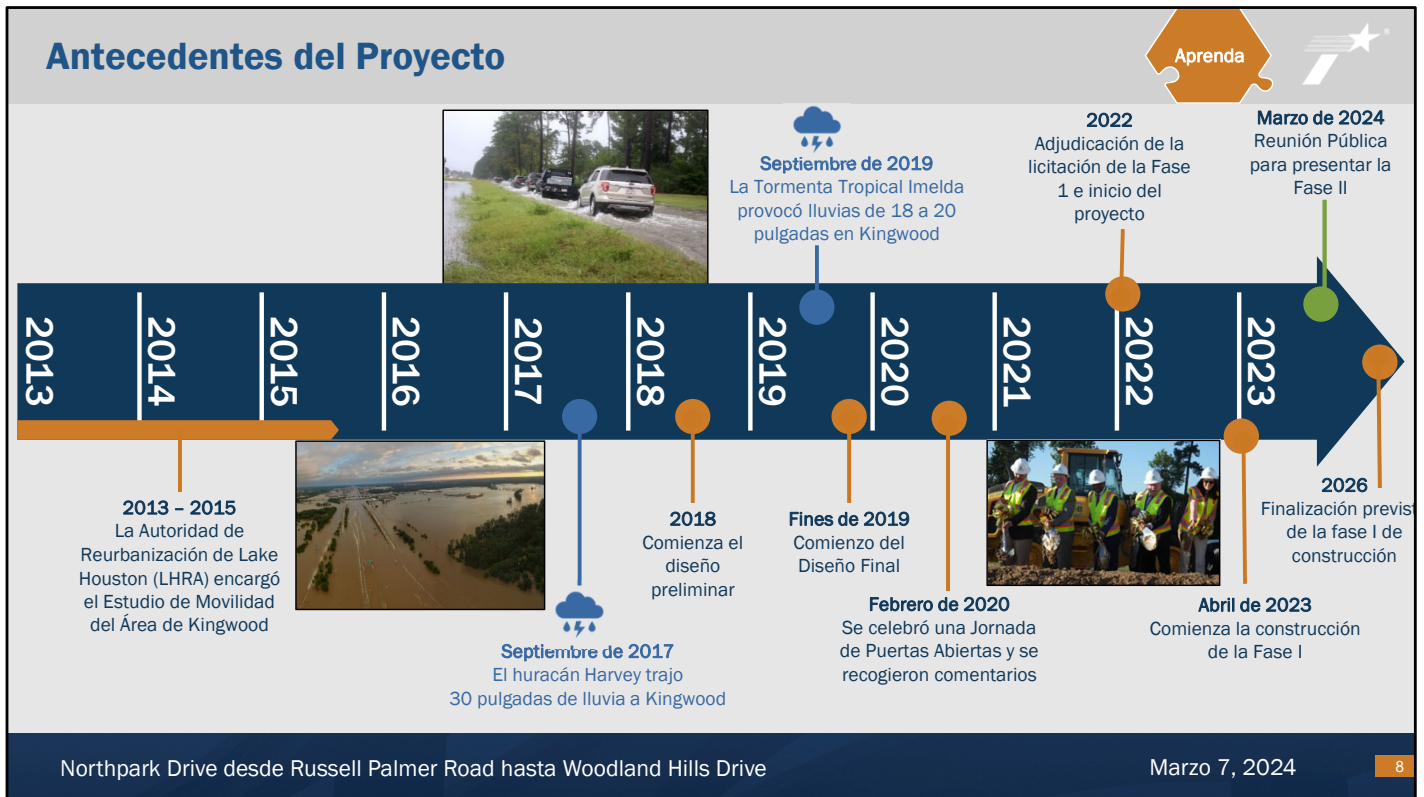 Antecedentes del Proyecto
Aprenda
Septiembre de 2019
La Tormenta Tropical Imelda
provocó lluvias de 18 a 20
pulgadas en Kingwood
2022
Adjudicación de la
licitación de la Fase
1 e inicio del
proyecto
Marzo de 2024
Reunión Pública
para presentar la
Fase II
2013
2014
2015
2016
2017
2018
2019
2020
2021
2022
2023
2013 – 2015
La Autoridad de
Reurbanización de Lake
Houston (LHRA) encargó
el Estudio de Movilidad
del Área de Kingwood
Septiembre de 2017
El huracán Harvey trajo
30 pulgadas de lluvia a Kingwood
2018
Comienza el
diseño
preliminar
Fines de 2019
Comienzo del
Diseño Final
Febrero de 2020
Se celebró una Jornada
de Puertas Abiertas y se
recogieron comentarios
Abril de 2023
Comienza la construcción
de la Fase I
2026
Finalización previst
de la fase I de
construcción
Northpark Drive desde Russell Palmer Road hasta Woodland Hills Drive
Marzo 7, 2024
8